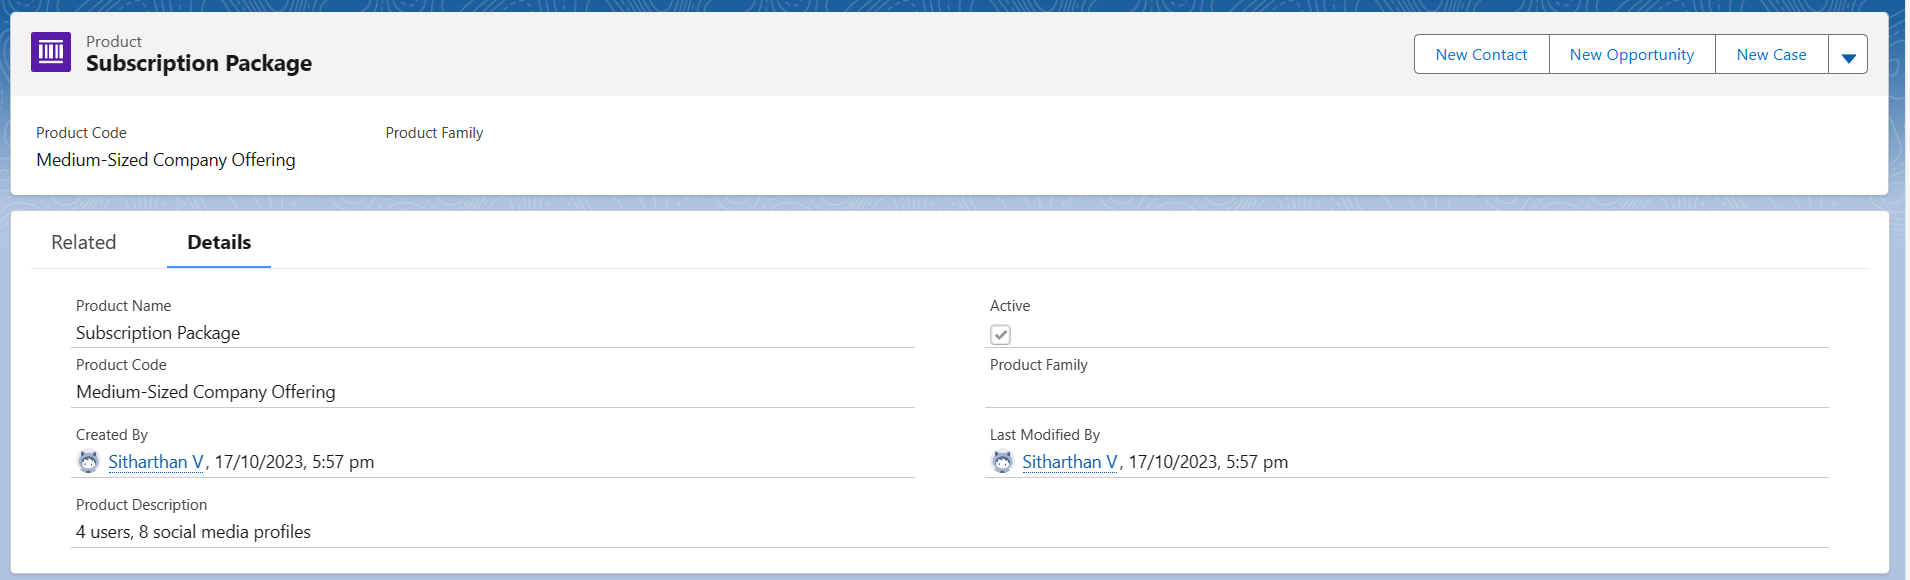 Product
Subscription Package
New Contact
New Opportunity
New Case
Product Code
Product Family
Medium-Sized Company Offering
Related
Details
Product Name
Active
Subscription Package
Product Code
Product Family
Medium-Sized Company Offering
Created By
Last Modified By
Sitharthan V, 17/10/2023, 5:57 pm
Sitharthan V, 17/10/2023, 5:57 pm
Product Description
4 users, 8 social media profiles